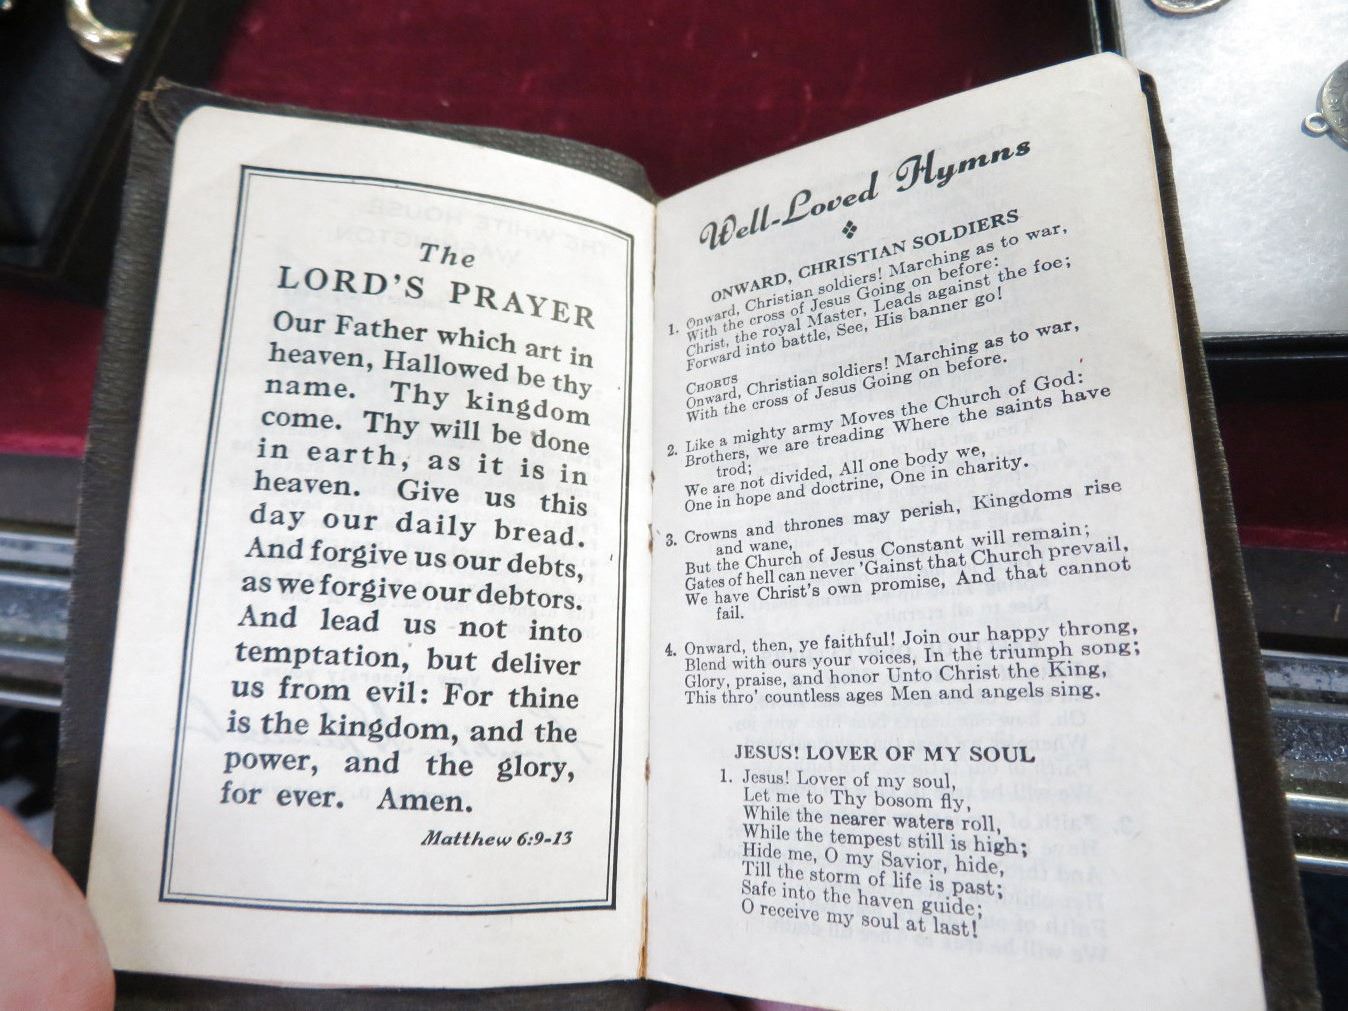 The
LORD'S PRAYER
Our Father which art in
heaven, Hallowed be thy
name. Thy kingdom
come. Thy will be done
in earth, as it is in
heaven. Give us this
day our daily bread.
And forgive us our debts,
as we forgive our debtors.
And lead us not into
temptation, but deliver
us from evil: For thine
is the kingdom, and the
power, and the glory,
for ever. Amen.
Matthew 6:9-13
Well-Loved Hymns
ONWARD, CHRISTIAN SOLDIERS
1. Onward, Christian soldiers! Marching as to war,
With the cross of Jesus Going on before:
Christ, the royal Master, Leads against the foe;
Forward into battle, See, His banner go!
CHORUS
Onward, Christian soldiers! Marching as to war,
With the cross of Jesus Going on before.
2. Like a mighty army Moves the Church of God:
Brothers, we are treading Where the saints have
trod;
We are not divided, All one body we,
One in hope and doctrine, One in charity.
3. Crowns and thrones may perish, Kingdoms rise
and wane,
But the Church of Jesus Constant will remain;
Gates of hell can never 'Gainst that Church prevail,
We have Christ's own promise, And that cannot
fail.
4. Onward, then, ye faithful! Join our happy throng,
Blend with ours your voices, In the triumph song;
Glory, praise, and honor Unto Christ the King,
This thro' countless ages Men and angels sing.
JESUS! LOVER OF MY SOUL
1. Jesus! Lover of my soul,
Let me to Thy bosom fly,
While the nearer waters roll,
While the tempest still is high;
Hide me, O my Savior, hide,
Till the storm of life is past;
Safe into the haven guide;
O receive my soul at last!